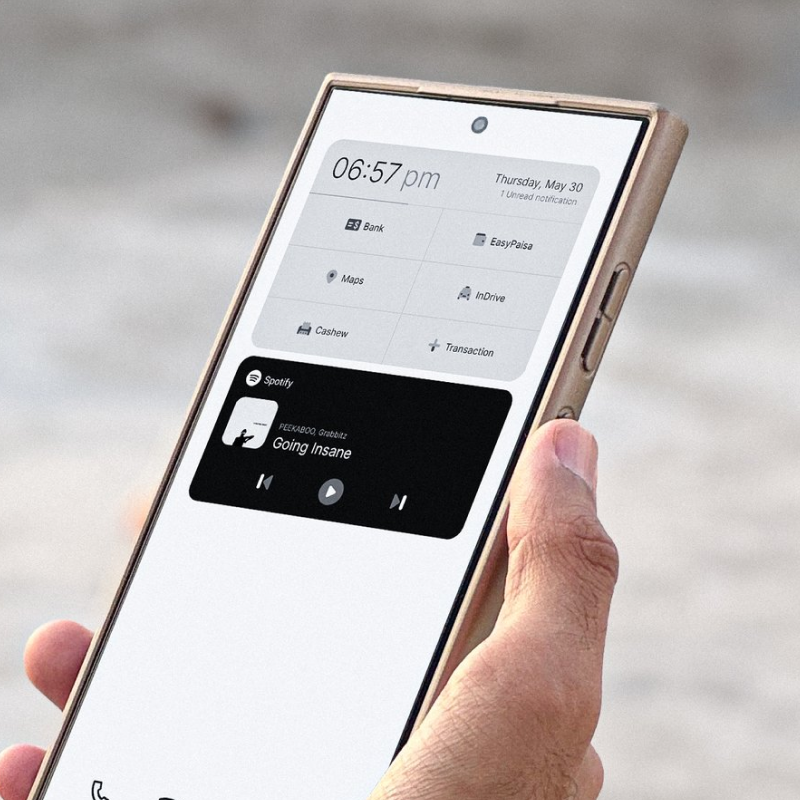 06:57 pm
Thursday, May 30
1 Unread notification
Bank
EasyPaisa
Maps
InDrive
Cashew
Transaction
Spotify
PEEKABOO, Grabbitz
Going Insane